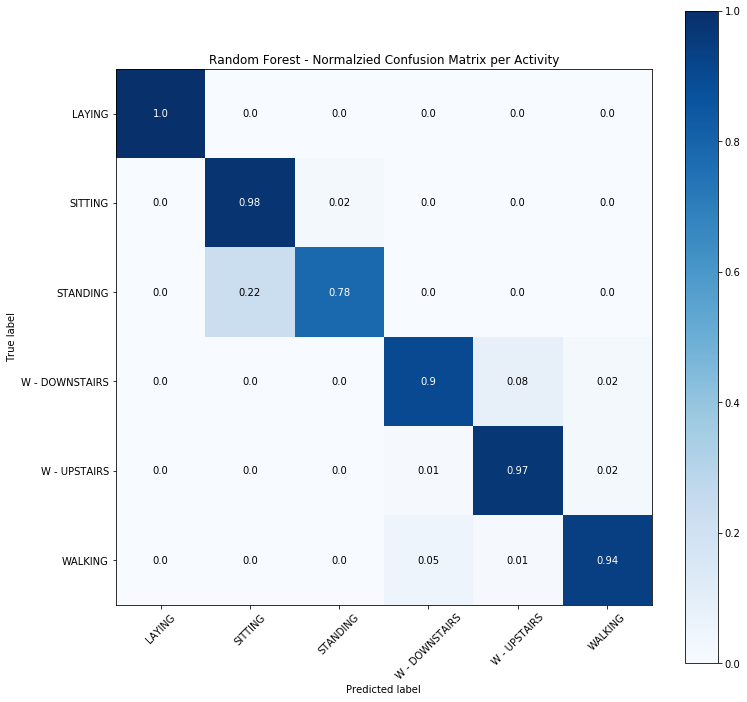 Random Forest - Normalzied Confusion Matrix per Activity
1.0
LAYING 1.0 0.0 0.0 0.0 0.0 0.0
0.8
SITTING 0.0 0.98 0.02 0.0 0.0 0.0
STANDING 0.0 0.22 0.78 0.0 0.0 0.0
0.6
True label
W - DOWNSTAIRS 0.0 0.0 0.0 0.9 0.08 0.02
0.4
W - UPSTAIRS 0.0 0.0 0.0 0.01 0.97 0.02
0.2
WALKING 0.0 0.0 0.0 0.05 0.01 0.94
0.0
LAYING SITTING STANDING W - DOWNSTAIRS W - UPSTAIRS WALKING
Predicted label